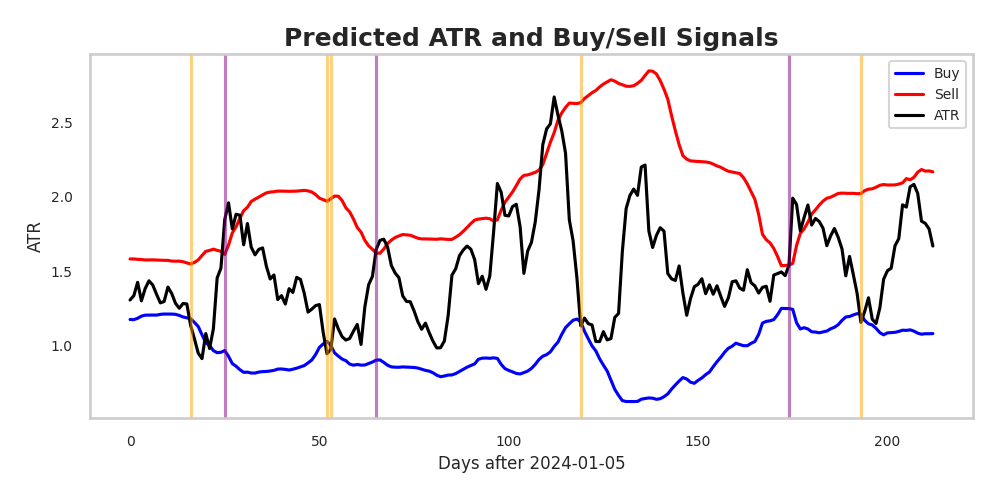 Predicted ATR and Buy/Sell Signals
Buy
Sell
ATR
2.5
2.0
1.5
1.0
ATR
0 50 100 150 200
Days after 2024-01-05